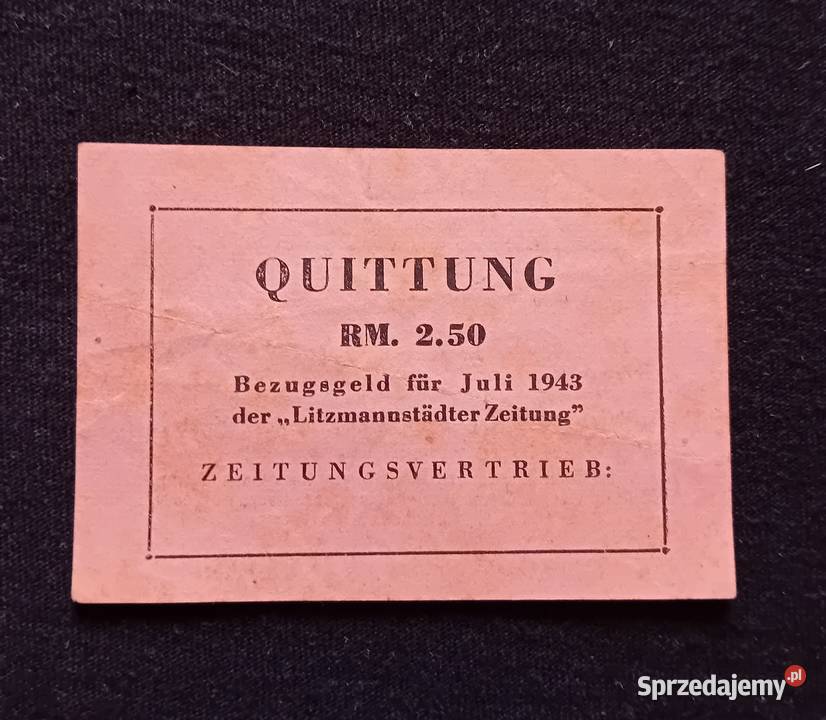 QUITTUNG
RM. 2.50
Bezugsgeld für Juli 1943
der „Litzmannstädter Zeitung”
ZEITUNGSVERTRIEB:
Sprzedajemy.pl